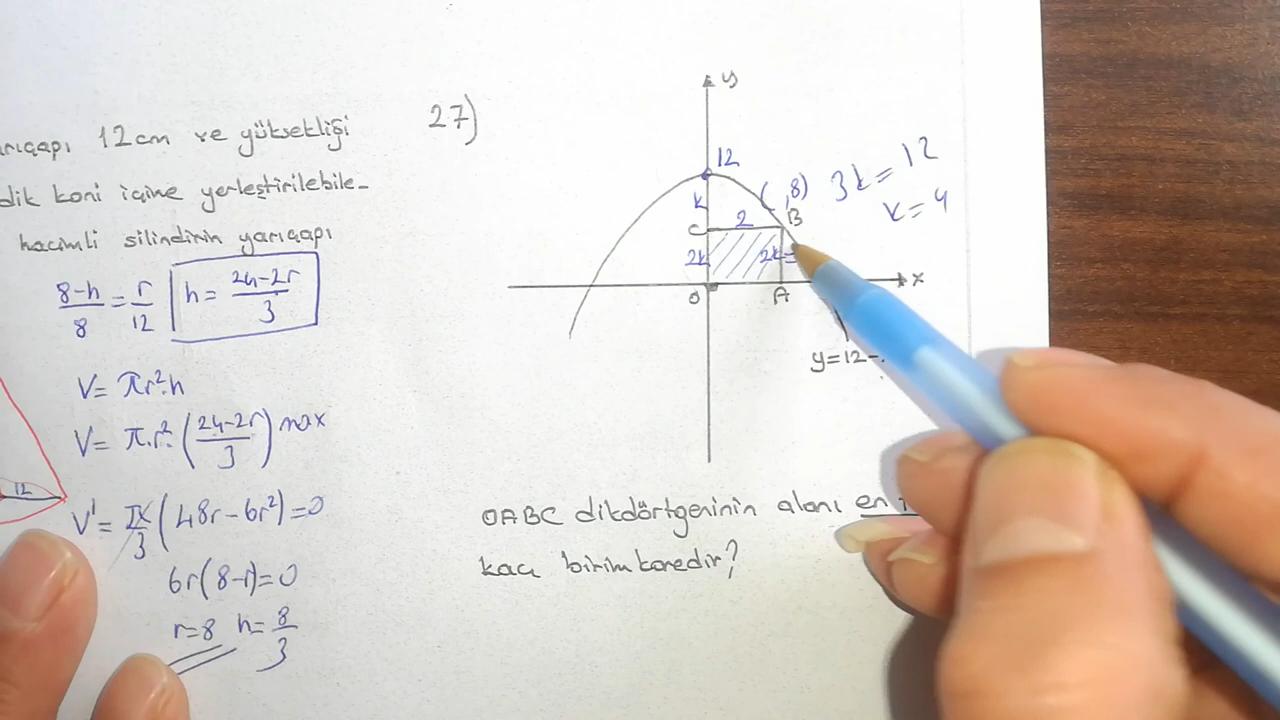 12cm ve yüksekliği
dik koni içine yerleştirilebile-
hacimli silindirin yarıçapı
8-h/8 = r/12
h = 24-2r/3
V = πr².h
V = π.r².(24-2r/3) max
V' = π/3 (48r-6r²) = 0
6r(8-r)=0
r=8 h=8/3
12
27)
y
12
3k=12
k=4
( ,8)
k
C 2 B
2k 2k=
O A x
y=12-
OABC dikdörtgeninin alanı en
kaç birimkaredir?